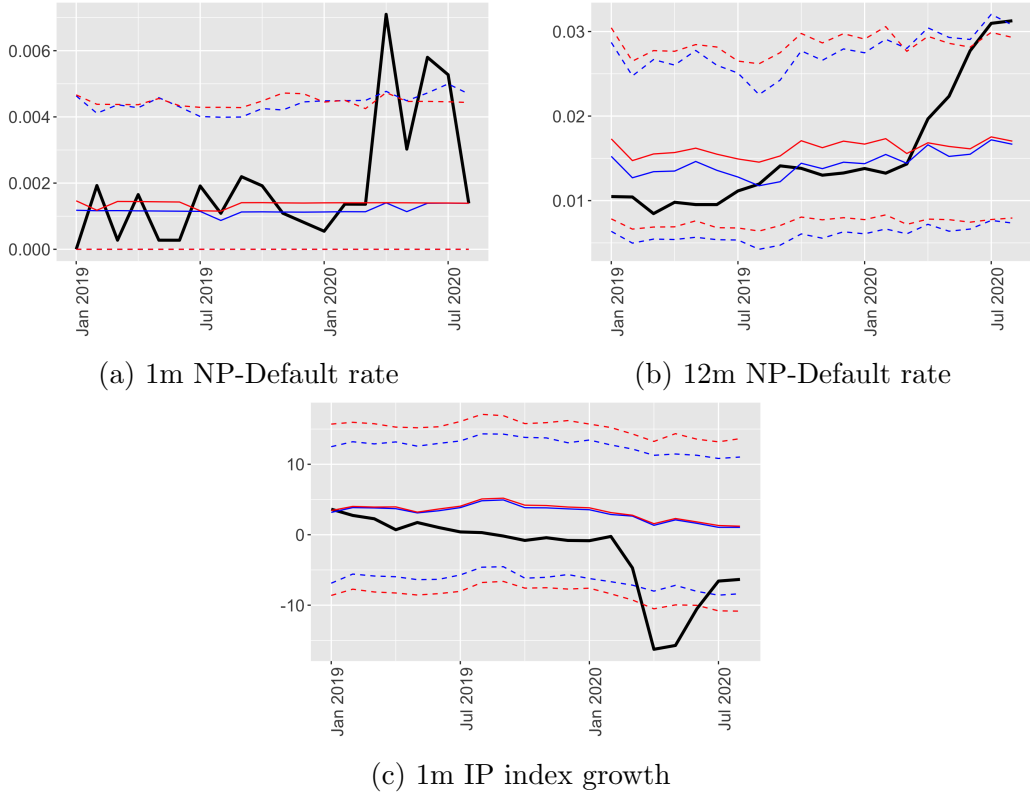 0.006
0.004
0.002
0.000
Jan 2019
Jul 2019
Jan 2020
Jul 2020
(a) 1m NP-Default rate
0.03
0.02
0.01
Jan 2019
Jul 2019
Jan 2020
Jul 2020
(b) 12m NP-Default rate
10
0
-10
Jan 2019
Jul 2019
Jan 2020
Jul 2020
(c) 1m IP index growth